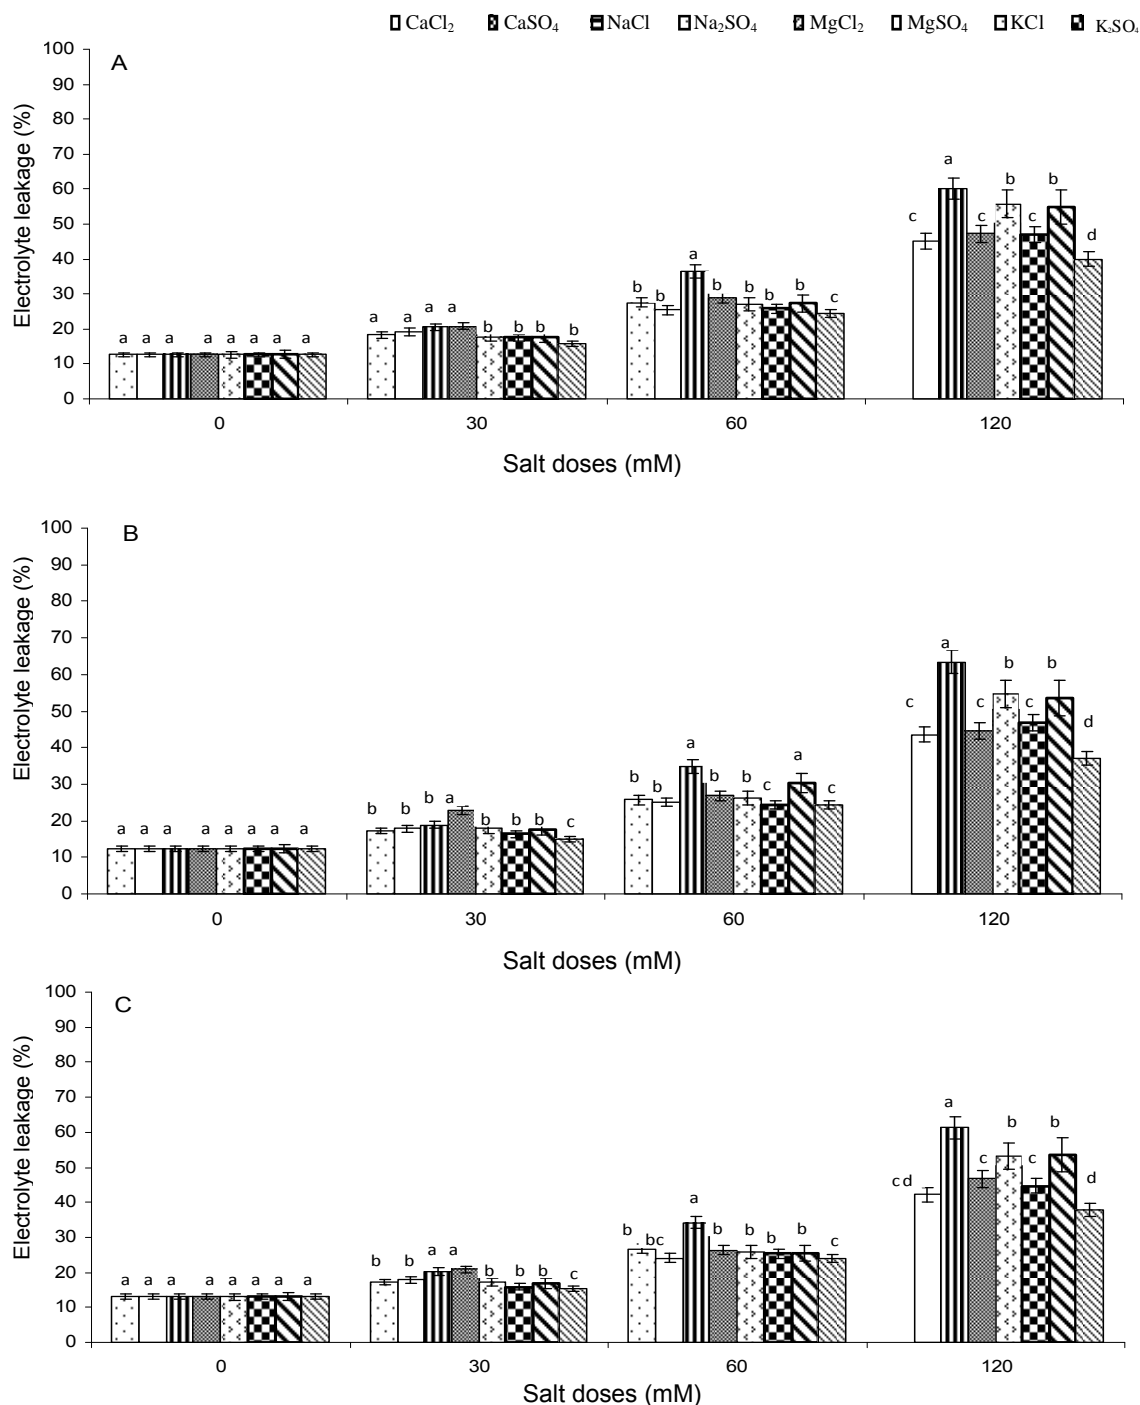 CaCl₂ CaSO₄ NaCl Na₂SO₄ MgCl₂ MgSO₄ KCl K₂SO₄
A
Electrolyte leakage (%)
100
90
80
70
60
50
40
30
20
10
0
a a a a a a a a
a a a a b b b b
b b a b b b b c
c a c b c b d
0 30 60 120
Salt doses (mM)
B
Electrolyte leakage (%)
100
90
80
70
60
50
40
30
20
10
0
a a a a a a a a
b b b a b b b c
b b a b b c a c
c a c b c b d
0 30 60 120
Salt doses (mM)
C
Electrolyte leakage (%)
100
90
80
70
60
50
40
30
20
10
0
a a a a a a a a
b b a a b b b c
b bc a b b b b c
cd a c b c b d
0 30 60 120
Salt doses (mM)